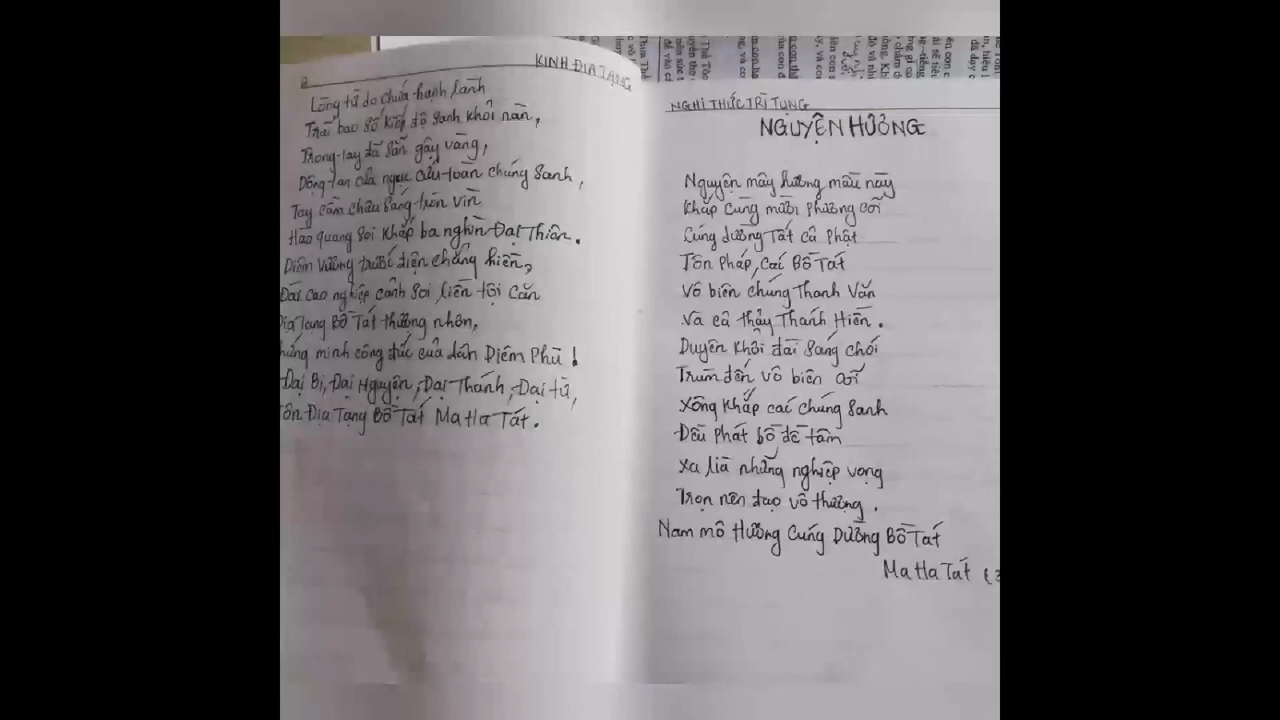 KINH ĐỊA TẠNG
Lòng từ do chứa hạnh lành
Trải bao số kiếp độ sanh khỏi nàn,
Trong tay đã sẵn gậy vàng,
Dộng tan cửa ngục cứu toàn chúng sanh,
Tay cầm châu sáng tròn vìn
Hào quang soi khắp ba nghìn Đại Thiên.
Diêm Vương trước điện chẳng hiền,
Đài cao nghiệp cảnh soi liền tội căn
Địa Tạng Bồ Tát thượng nhơn,
chứng minh công đức của dân Diêm Phù!
Đại Bi, Đại Nguyện, Đại Thánh, Đại từ,
Tôn Địa Tạng Bồ Tát Ma Ha Tát.
NGHI THỨC TRÌ TỤNG
NGUYỆN HƯƠNG
Nguyện mây hương mầu này
Khắp cùng mười phương cõi
Cúng dường Tất cả Phật
Tôn Pháp, các Bồ Tát
Vô biên chúng Thanh Văn
Và cả thảy Thánh Hiền.
Duyên khởi đài sáng chói
Trùm đến vô biên cõi
Xông khắp các chúng sanh
Đều phát bồ đề tâm
Xa lìa những nghiệp vọng
Trọn nên đạo vô thượng.
Nam mô Hương Cúng Dường Bồ Tát
Ma Ha Tát (3